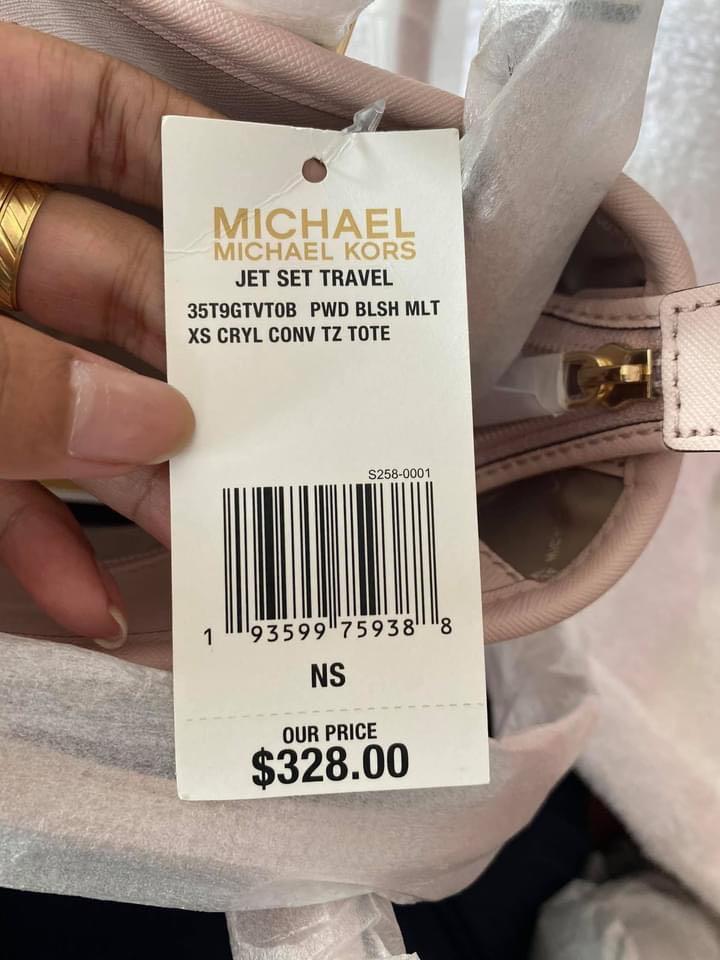 MICHAEL
MICHAEL KORS
JET SET TRAVEL
35T9GTVT0B PWD BLSH MLT
XS CRYL CONV TZ TOTE
S258-0001
1 93599 75938 8
NS
OUR PRICE
$328.00